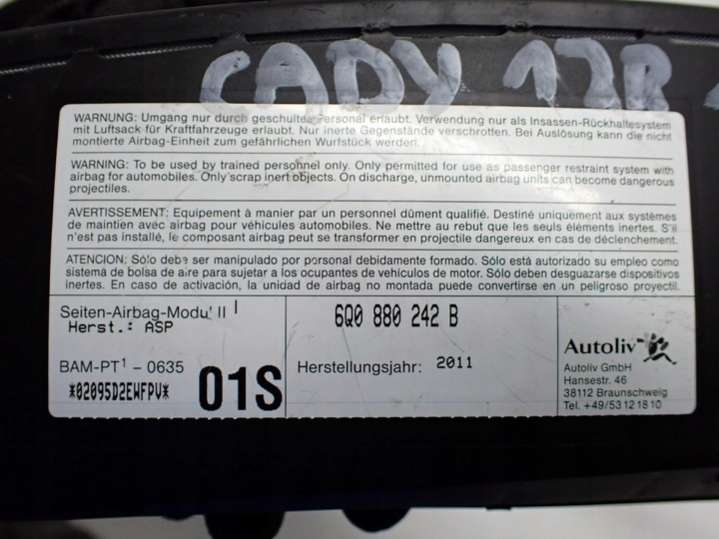 CADY 12R
WARNUNG: Umgang nur durch geschultes Personal erlaubt. Verwendung nur als Insassen-Rückhaltesystem
mit Luftsack für Kraftfahrzeuge erlaubt. Nur inerte Gegenstände verschrotten. Bei Auslösung kann die nicht
montierte Airbag-Einheit zum gefährlichen Wurfstück werden.
WARNING: To be used by trained personnel only. Only permitted for use as passenger restraint system with
airbag for automobiles. Only scrap inert objects. On discharge, unmounted airbag units can become dangerous
projectiles.
AVERTISSEMENT: Equipement à manier par un personnel dûment qualifié. Destiné uniquement aux systèmes
de maintien avec airbag pour véhicules automobiles. Ne mettre au rebut que les seuls éléments inertes. S'il
n'est pas installé, le composant airbag peut se transformer en projectile dangereux en cas de déclenchement.
ATENCION: Sólo debe ser manipulado por personal debidamente formado. Sólo está autorizado su empleo como
sistemá de bolsa de aire para sujetar a los ocupantes de vehículos de motor. Sólo deben desguazarse dispositivos
inertes. En caso de activación, la unidad de airbag no montada puede convertirse en un peligroso proyectil.
Seiten-Airbag-Modul II
Herst.: ASP
6Q0 880 242 B
BAM-PT1 - 0635
*02095D2EWFPV*
01S
Herstellungsjahr: 2011
Autoliv
Autoliv GmbH
Hansestr. 46
38112 Braunschweig
Tel. +49/53 12 18 10